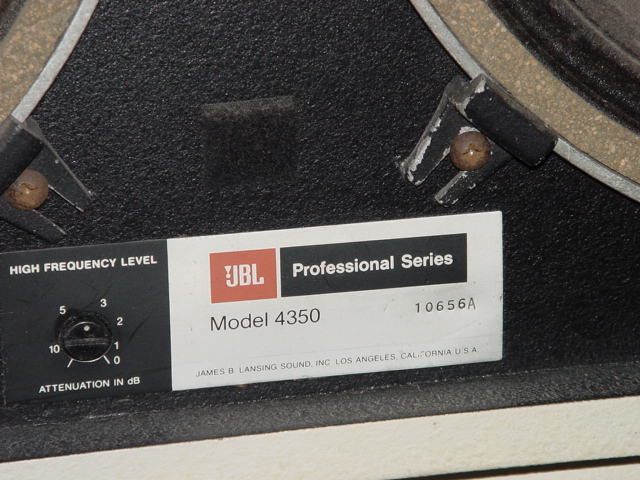 HIGH FREQUENCY LEVEL
5 3 2
10 1 0
ATTENUATION IN dB
JBL Professional Series
Model 4350 10656A
JAMES B. LANSING SOUND, INC. LOS ANGELES, CALIFORNIA U.S.A.